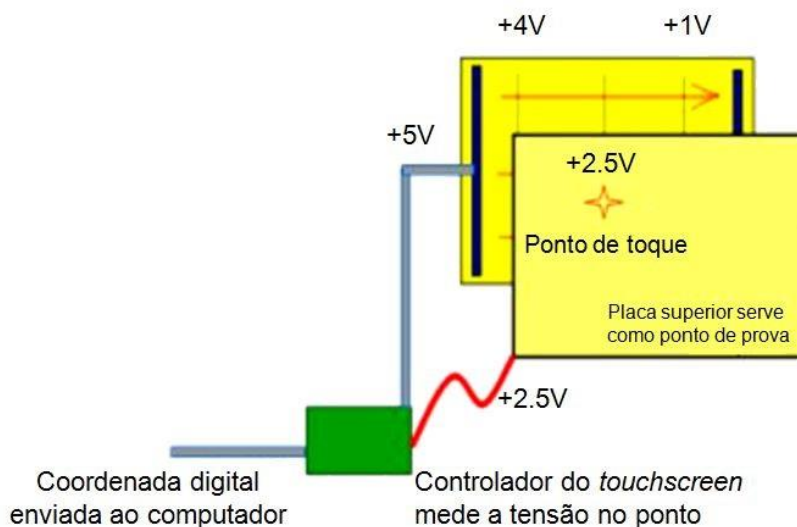 +4V +1V
+5V
+2.5V
Ponto de toque
Placa superior serve
como ponto de prova
+2.5V
Coordenada digital
enviada ao computador
Controlador do touchscreen
mede a tensão no ponto